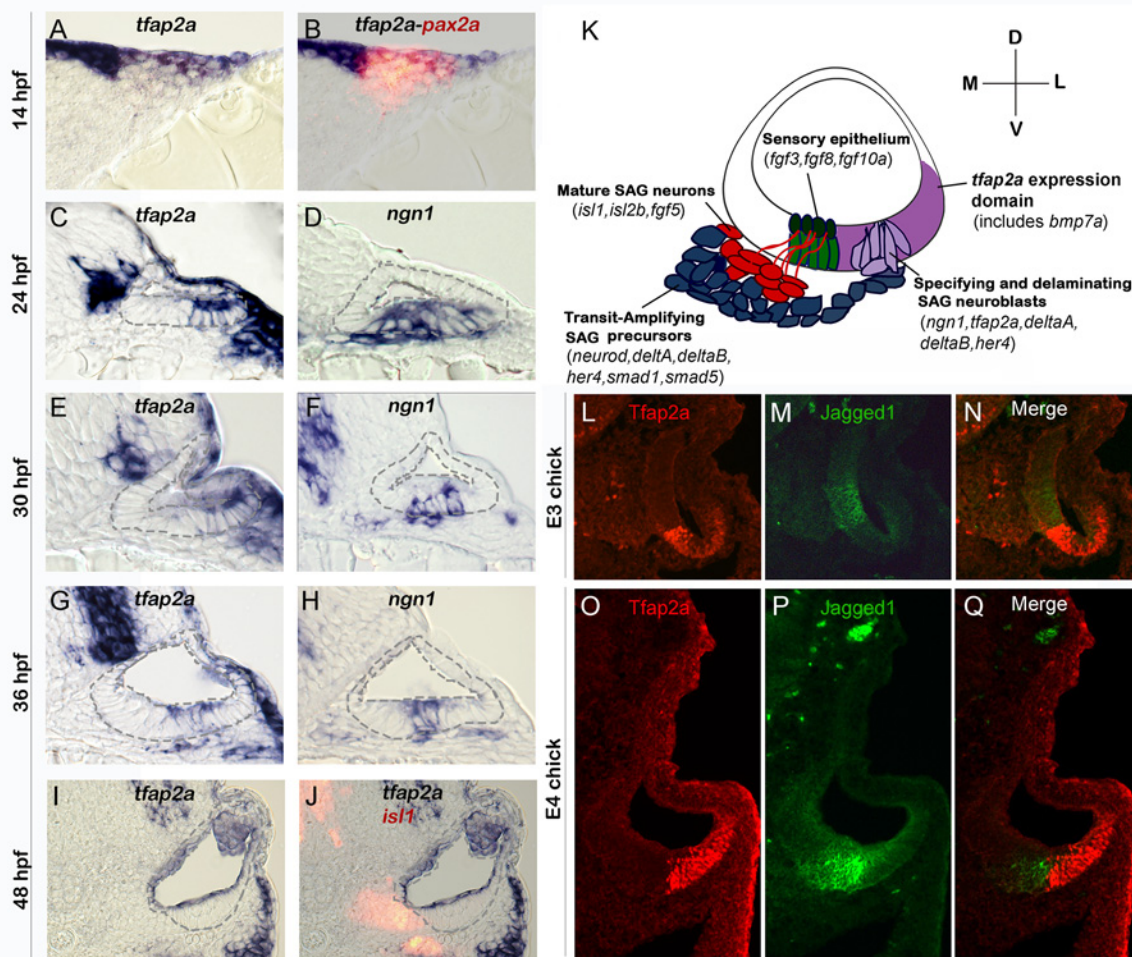 A
tfap2a
B
tfap2a-pax2a
14 hpf
C
tfap2a
D
ngn1
24 hpf
E
tfap2a
F
ngn1
30 hpf
G
tfap2a
H
ngn1
36 hpf
I
tfap2a
J
tfap2a
isl1
48 hpf
K
D
M
L
V
Sensory epithelium
(fgf3,fgf8,fgf10a)
Mature SAG neurons
(isl1,isl2b,fgf5)
tfap2a expression
domain
(includes bmp7a)
Transit-Amplifying
SAG precursors
(neurod,deltA,deltaB,
her4,smad1,smad5)
Specifying and delaminating
SAG neuroblasts
(ngn1,tfap2a,deltaA,
deltaB,her4)
E3 chick
L
Tfap2a
M
Jagged1
N
Merge
E4 chick
O
Tfap2a
P
Jagged1
Q
Merge